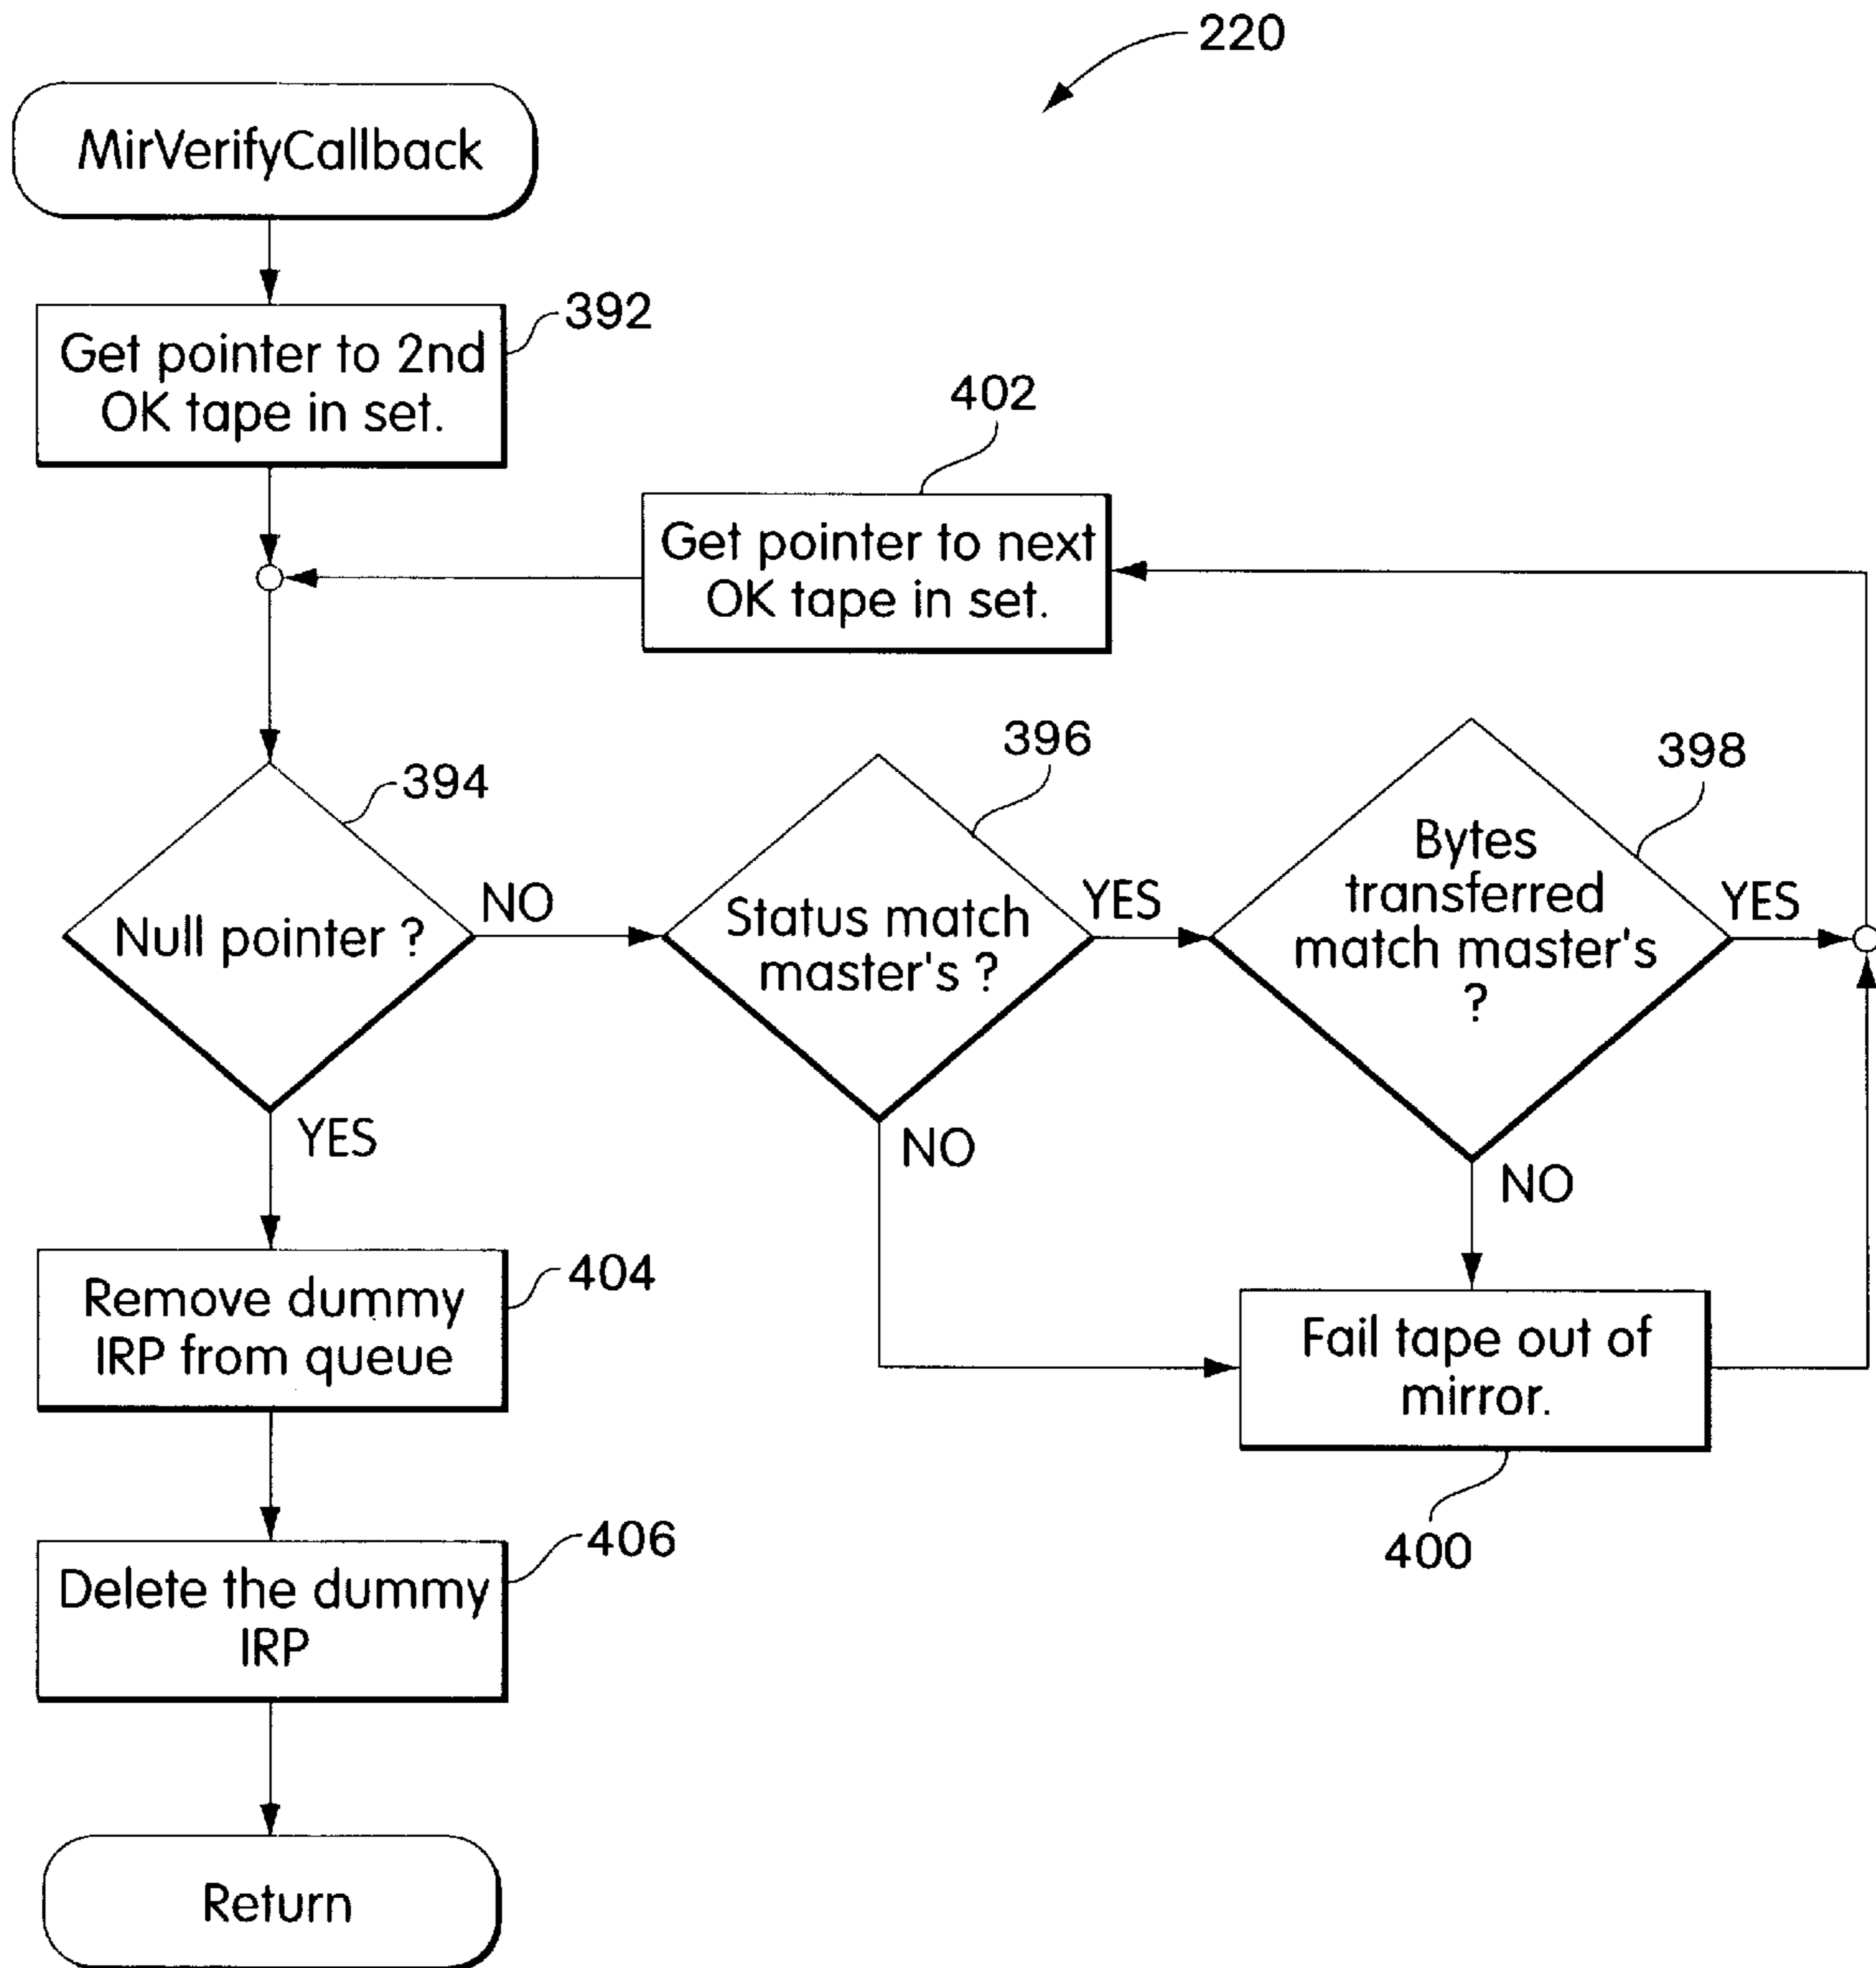 220
MirVerifyCallback
392
Get pointer to 2nd
OK tape in set.
402
Get pointer to next
OK tape in set.
394
Null pointer ?
NO
YES
396
Status match
master's ?
YES
NO
398
Bytes
transferred
match master's
?
YES
NO
404
Remove dummy
IRP from queue
Fail tape out of
mirror.
400
406
Delete the dummy
IRP
Return